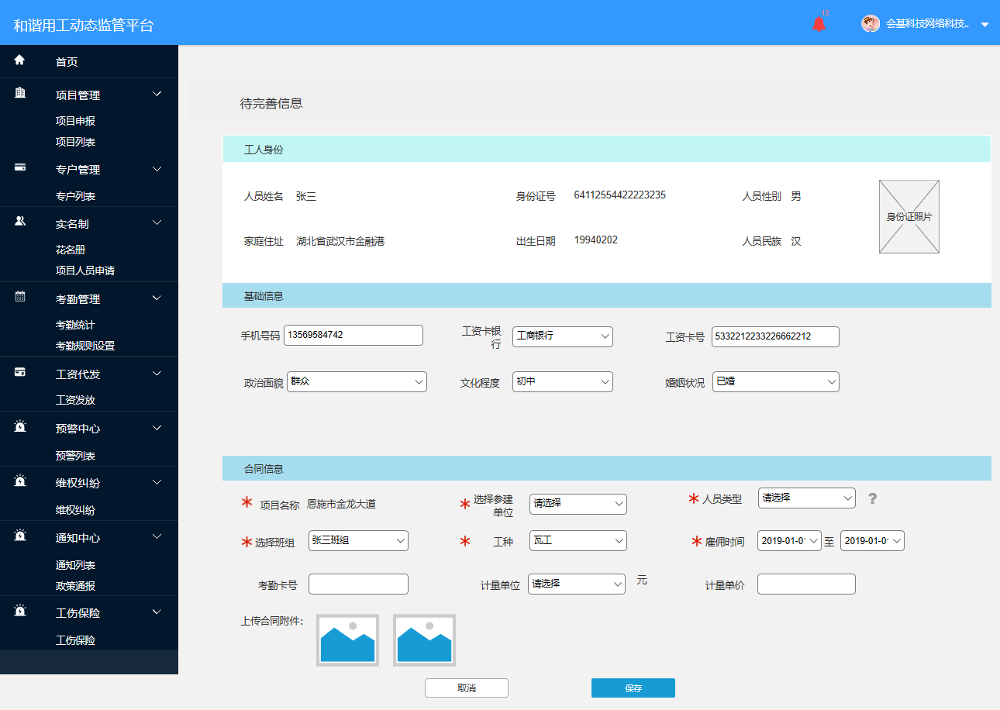 和谐用工动态监管平台
12
会基科技网络科技..
首页
项目管理
项目申报
项目列表
专户管理
专户列表
实名制
花名册
项目人员申请
考勤管理
考勤统计
考勤规则设置
工资代发
工资发放
预警中心
预警列表
维权纠纷
维权纠纷
通知中心
通知列表
政策通报
工伤保险
工伤保险
待完善信息
工人身份
人员姓名 张三 身份证号 64112554422223235 人员性别 男
身份证照片
家庭住址 湖北省武汉市金融港 出生日期 19940202 人员民族 汉
基础信息
手机号码 13569584742 工资卡银行 工商银行 工资卡号 5332212233226662212
政治面貌 群众 文化程度 初中 婚姻状况 已婚
合同信息
* 项目名称 恩施市金龙大道 * 选择参建单位 请选择 * 人员类型 请选择 ?
* 选择班组 张三班组 * 工种 瓦工 * 雇佣时间 2019-01-01 至 2019-01-01
考勤卡号 计量单位 请选择 元 计量单价
上传合同附件:
取消 保存